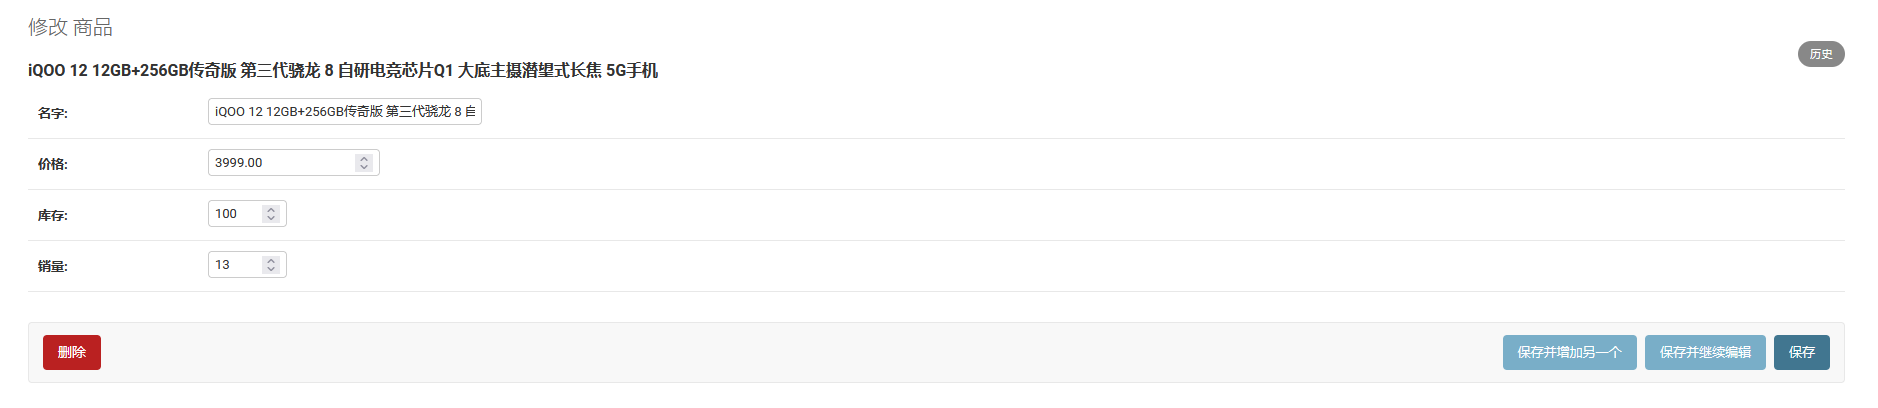 修改 商品
历史
iQOO 12 12GB+256GB传奇版 第三代骁龙 8 自研电竞芯片Q1 大底主摄潜望式长焦 5G手机
名字: iQOO 12 12GB+256GB传奇版 第三代骁龙 8 自
价格: 3999.00
库存: 100
销量: 13
删除 保存并增加另一个 保存并继续编辑 保存